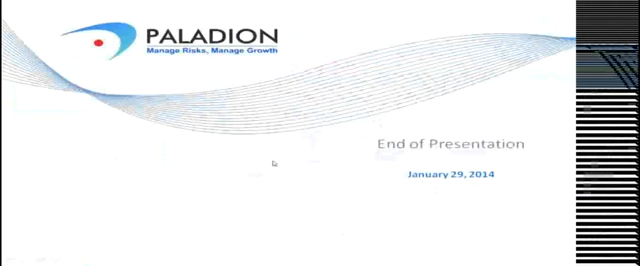 PALADION
Manage Risks, Manage Growth
End of Presentation
January 29, 2014